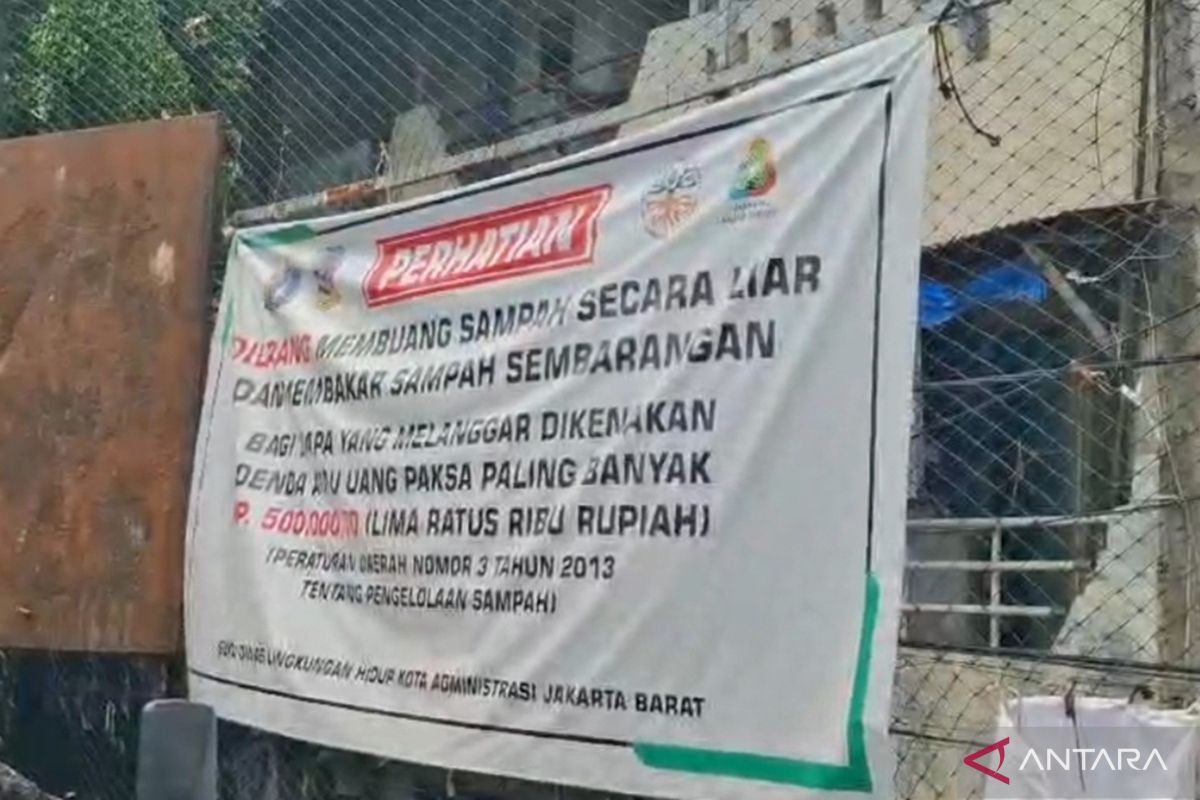 PERHATIAN
DILARANG MEMBUANG SAMPAH SECARA LIAR
DAN MEMBAKAR SAMPAH SEMBARANGAN
BAGI SIAPA YANG MELANGGAR DIKENAKAN
DENDA ATAU UANG PAKSA PALING BANYAK
RP. 500.000,00 (LIMA RATUS RIBU RUPIAH)
(PERATURAN DAERAH NOMOR 3 TAHUN 2013
TENTANG PENGELOLAAN SAMPAH)
SUKU DINAS LINGKUNGAN HIDUP KOTA ADMINISTRASI JAKARTA BARAT
ANTARA